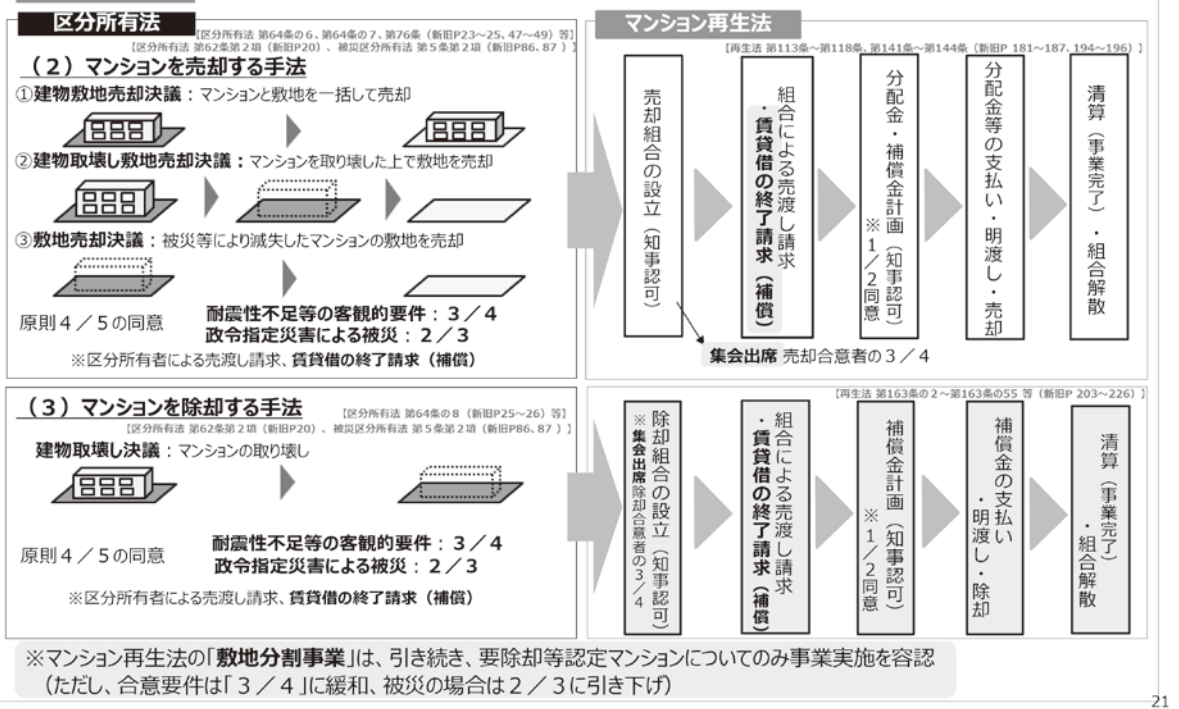 区分所有法
【区分所有法 第64条の6、第64条の7、第76条（新旧P23～25、47～49）等】
【区分所有法 第62条第2項（新旧P20）、被災区分所有法 第5条第2項（新旧P86、87 ）】
（２）マンションを売却する手法
①建物敷地売却決議：マンションと敷地を一括して売却
②建物取壊し敷地売却決議：マンションを取り壊した上で敷地を売却
③敷地売却決議：被災等により滅失したマンションの敷地を売却
原則４／５の同意
耐震性不足等の客観的要件：３／４
政令指定災害による被災：２／３
※区分所有者による売渡し請求、賃貸借の終了請求（補償）
マンション再生法
【再生法 第113条～第118条、第141条～第144条（新旧P 181～187、194～196）】
売却組合の設立（知事認可）
組合による売渡し請求
・賃貸借の終了請求（補償）
分配金・補償金計画（知事認可）
※１／２同意
分配金等の支払い・明渡し・売却
清算（事業完了）・組合解散
集会出席 売却合意者の３／４
（３）マンションを除却する手法
【区分所有法 第64条の8（新旧P25～26）等】
【区分所有法 第62条第2項（新旧P20）、被災区分所有法 第5条第2項（新旧P86、87 ）】
建物取壊し決議：マンションの取り壊し
原則４／５の同意
耐震性不足等の客観的要件：３／４
政令指定災害による被災：２／３
※区分所有者による売渡し請求、賃貸借の終了請求（補償）
【再生法 第163条の2～第163条の55 等（新旧P 203～226）】
除却組合の設立（知事認可）
※集会出席除却合意者の３／４
組合による売渡し請求
・賃貸借の終了請求（補償）
補償金計画（知事認可）
※１／２同意
補償金の支払い
・明渡し・除却
清算（事業完了）
・組合解散
※マンション再生法の「敷地分割事業」は、引き続き、要除却等認定マンションについてのみ事業実施を容認
（ただし、合意要件は「３／４」に緩和、被災の場合は２／３に引き下げ）
21